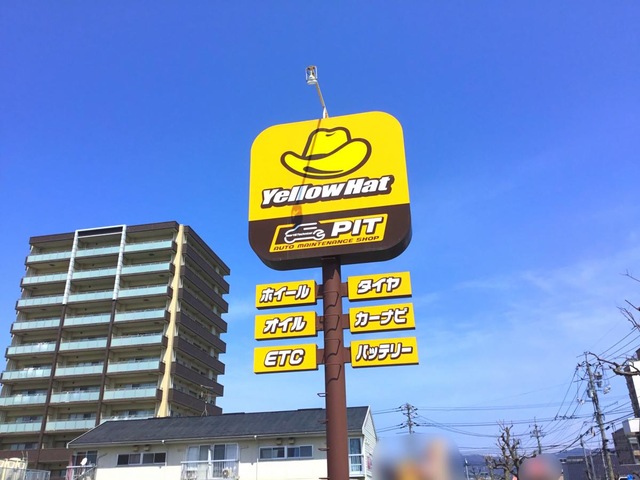 YellowHat
PIT
AUTO MAINTENANCE SHOP
ホイール
タイヤ
オイル
カーナビ
ETC
バッテリー